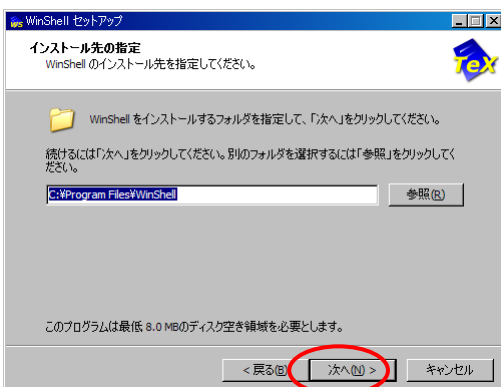 WinShell セットアップ
インストール先の指定
WinShell のインストール先を指定してください。
TeX
WinShell をインストールするフォルダを指定して、「次へ」をクリックしてください。
続けるには「次へ」をクリックしてください。別のフォルダを選択するには「参照」をクリックしてく
ださい。
C:¥Program Files¥WinShell
参照(R)
このプログラムは最低 8.0 MBのディスク空き領域を必要とします。
< 戻る(B)
次へ(N) >
キャンセル